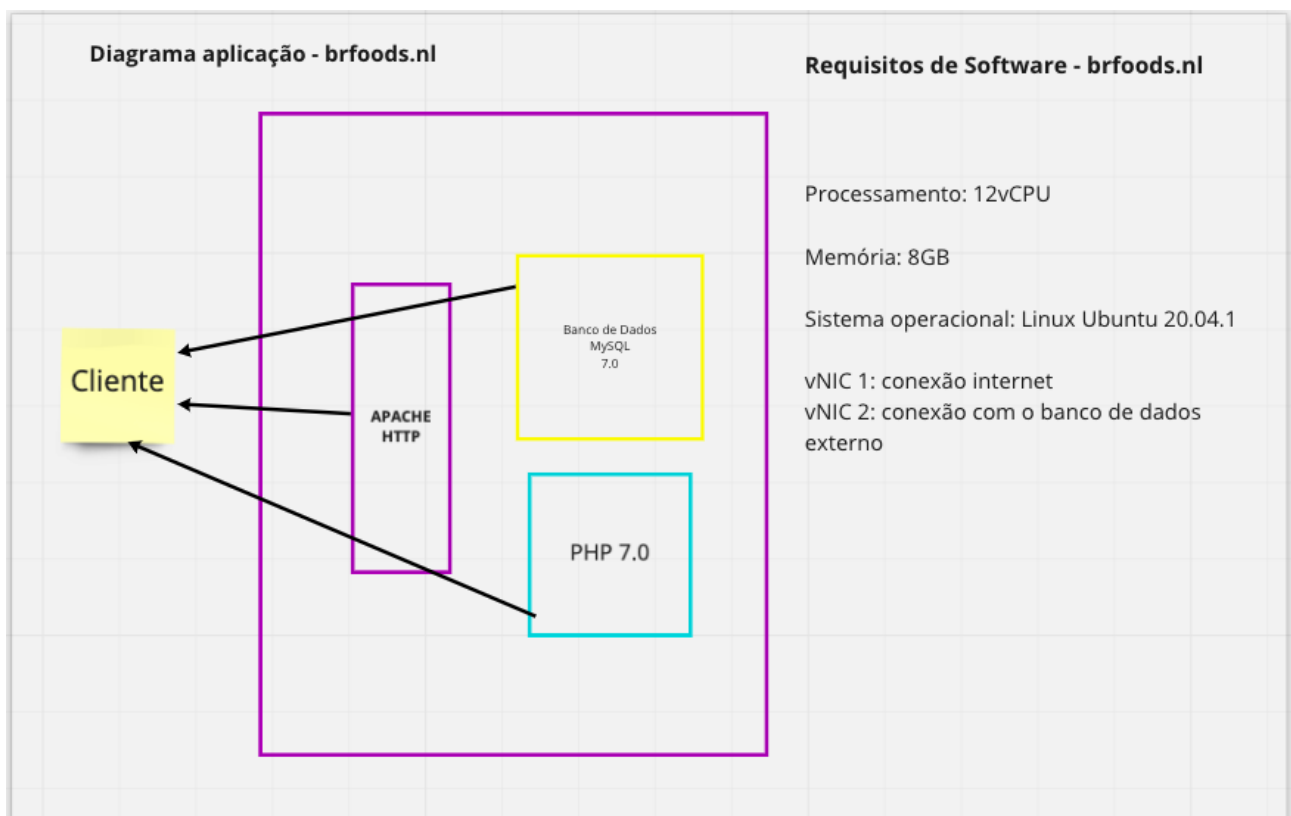 Diagrama aplicação - brfoods.nl
Cliente
APACHE
HTTP
Banco de Dados
MySQL
7.0
PHP 7.0
Requisitos de Software - brfoods.nl
Processamento: 12vCPU
Memória: 8GB
Sistema operacional: Linux Ubuntu 20.04.1
vNIC 1: conexão internet
vNIC 2: conexão com o banco de dados
externo